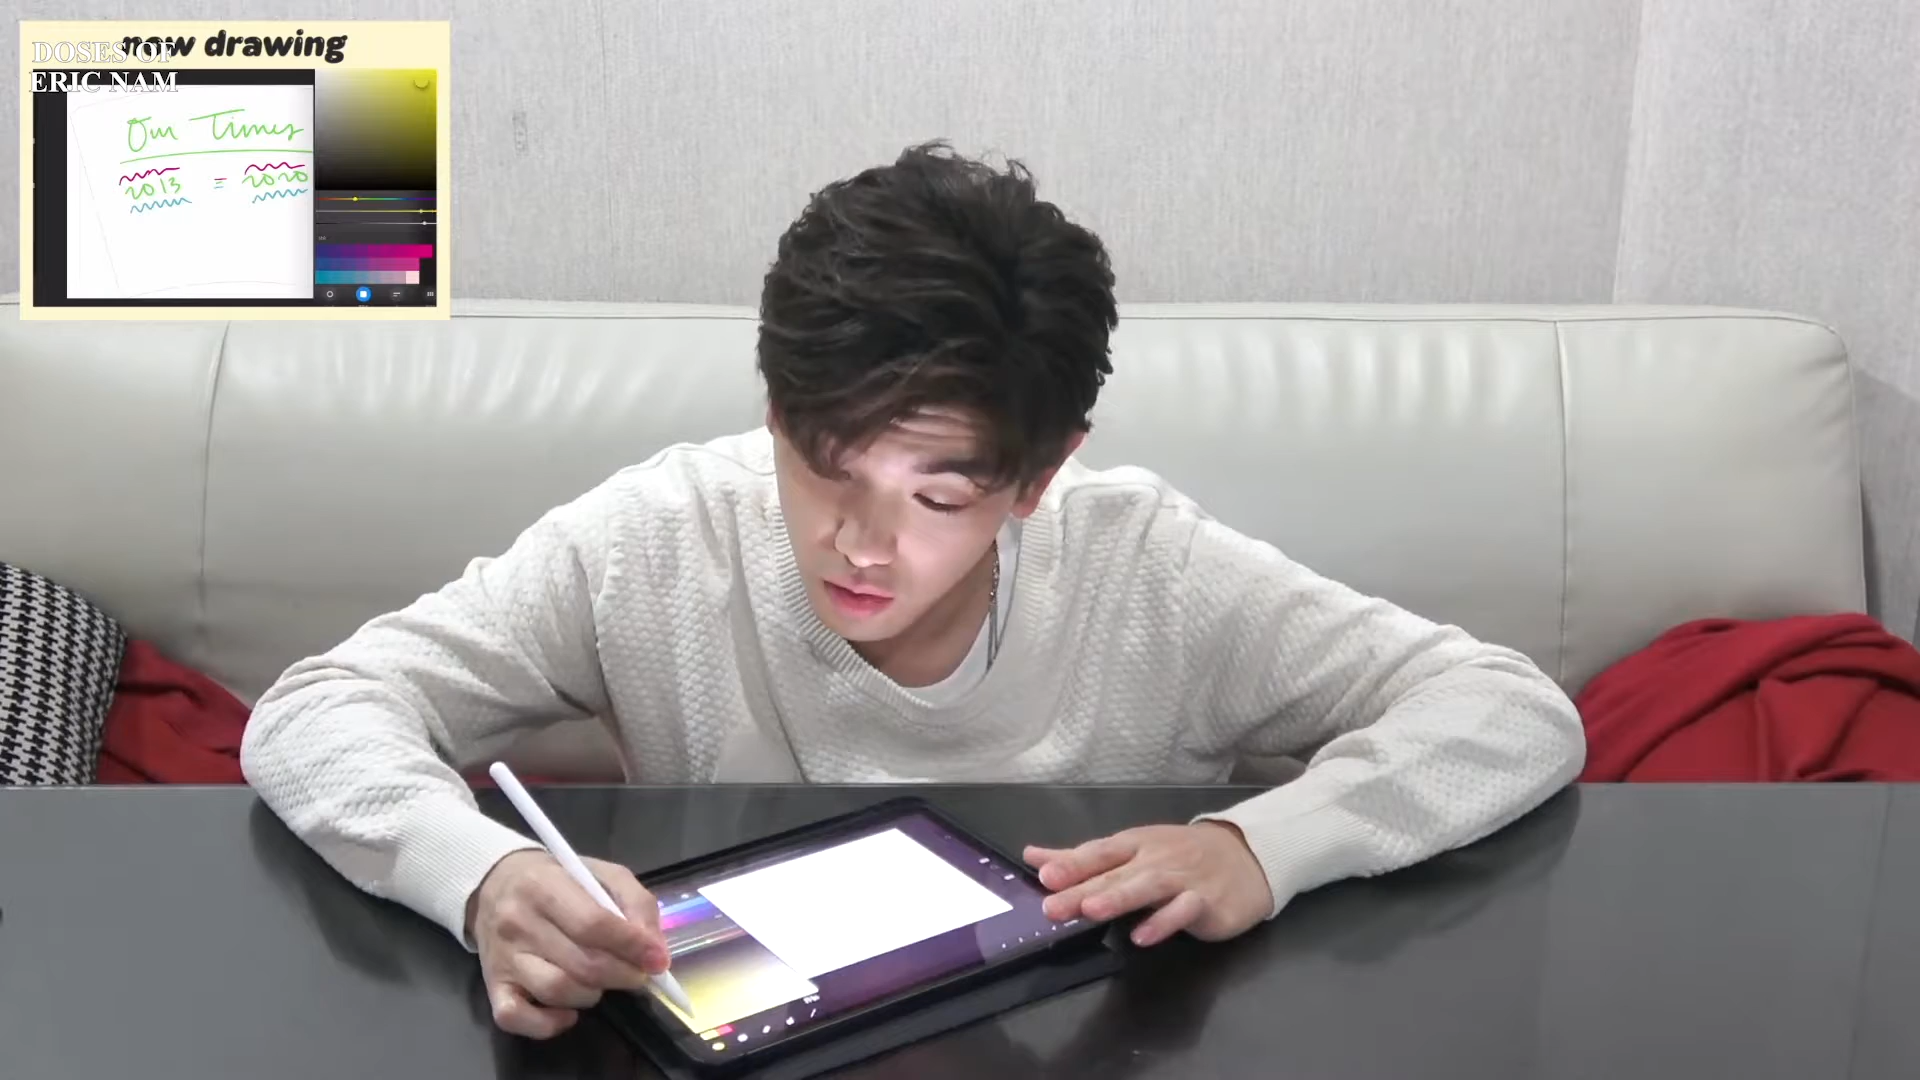 now drawing
DOSES OF
ERIC NAM
Our Times
2013 = 2020